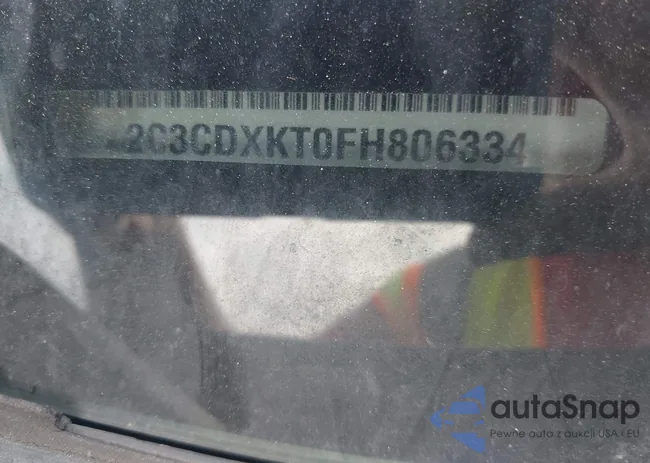 2C3CDXKT0FH806334
autaSnap
Pewne auta z aukcji USA i EU